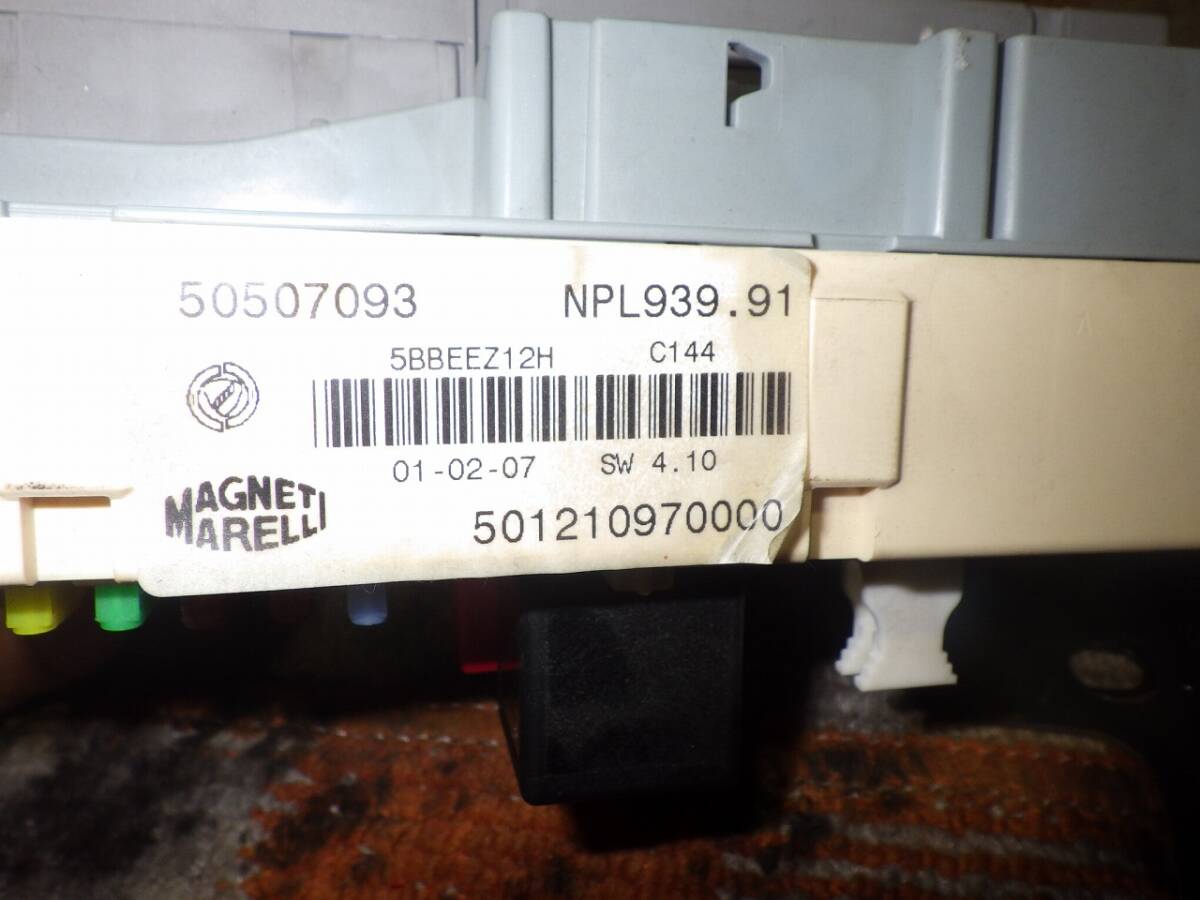 50507093 NPL939.91
5BBEEZ12H C144
01-02-07 SW 4.10
MAGNETI
MARELLI
501210970000